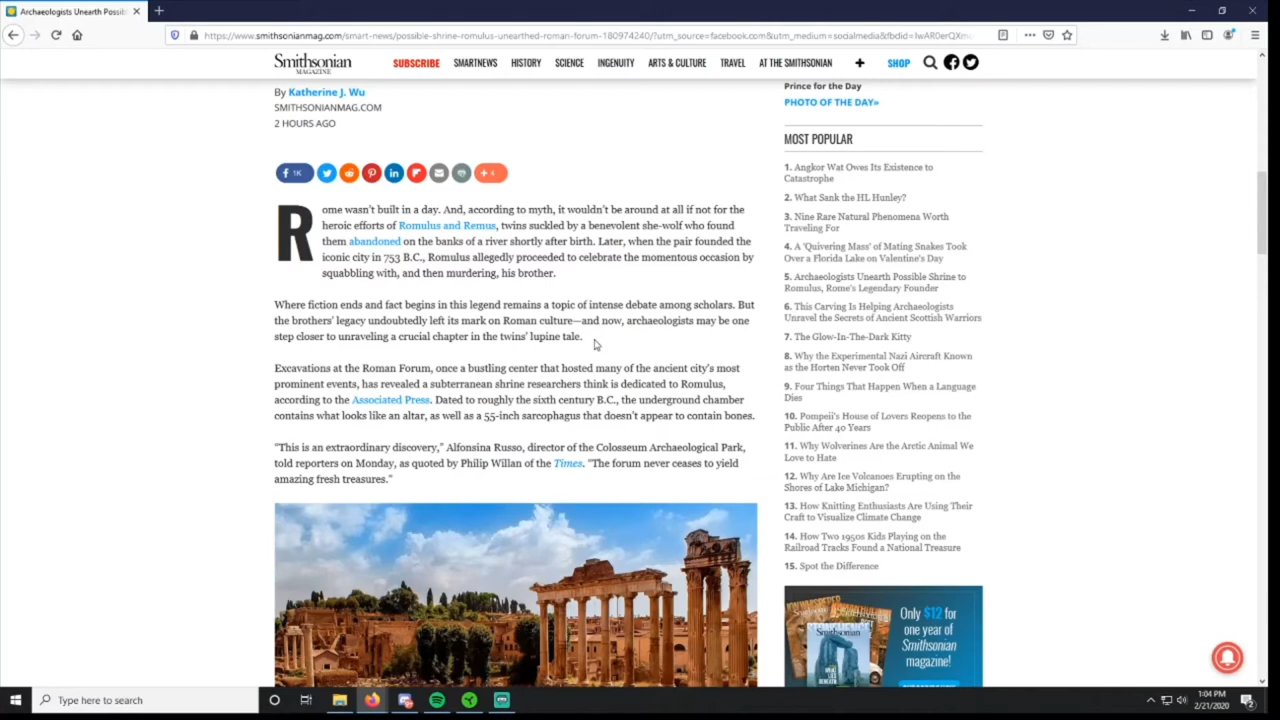 Archaeologists Unearth Possib
https://www.smithsonianmag.com/smart-news/possible-shrine-romulus-unearthed-roman-forum-180974240/?utm_source=facebook.com&utm_medium=socialmedia&fbclid=IwAR0erQX
Smithsonian
MAGAZINE
SUBSCRIBE SMARTNEWS HISTORY SCIENCE INGENUITY ARTS & CULTURE TRAVEL AT THE SMITHSONIAN SHOP
By Katherine J. Wu
SMITHSONIANMAG.COM
2 HOURS AGO
1K
4
Rome wasn't built in a day. And, according to myth, it wouldn't be around at all if not for the
heroic efforts of Romulus and Remus, twins suckled by a benevolent she-wolf who found
them abandoned on the banks of a river shortly after birth. Later, when the pair founded the
iconic city in 753 B.C., Romulus allegedly proceeded to celebrate the momentous occasion by
squabbling with, and then murdering, his brother.
Where fiction ends and fact begins in this legend remains a topic of intense debate among scholars. But
the brothers' legacy undoubtedly left its mark on Roman culture—and now, archaeologists may be one
step closer to unraveling a crucial chapter in the twins' lupine tale.
Excavations at the Roman Forum, once a bustling center that hosted many of the ancient city's most
prominent events, has revealed a subterranean shrine researchers think is dedicated to Romulus,
according to the Associated Press. Dated to roughly the sixth century B.C., the underground chamber
contains what looks like an altar, as well as a 55-inch sarcophagus that doesn't appear to contain bones.
"This is an extraordinary discovery," Alfonsina Russo, director of the Colosseum Archaeological Park,
told reporters on Monday, as quoted by Philip Willan of the Times. "The forum never ceases to yield
amazing fresh treasures."
Prince for the Day
PHOTO OF THE DAY»
MOST POPULAR
1. Angkor Wat Owes Its Existence to
Catastrophe
2. What Sank the HL Hunley?
3. Nine Rare Natural Phenomena Worth
Traveling For
4. A 'Quivering Mass' of Mating Snakes Took
Over a Florida Lake on Valentine's Day
5. Archaeologists Unearth Possible Shrine to
Romulus, Rome's Legendary Founder
6. This Carving Is Helping Archaeologists
Unravel the Secrets of Ancient Scottish Warriors
7. The Glow-In-The-Dark Kitty
8. Why the Experimental Nazi Aircraft Known
as the Horten Never Took Off
9. Four Things That Happen When a Language
Dies
10. Pompeii's House of Lovers Reopens to the
Public After 40 Years
11. Why Wolverines Are the Arctic Animal We
Love to Hate
12. Why Are Ice Volcanoes Erupting on the
Shores of Lake Michigan?
13. How Knitting Enthusiasts Are Using Their
Craft to Visualize Climate Change
14. How Two 1950s Kids Playing on the
Railroad Tracks Found a National Treasure
15. Spot the Difference
Smithsonian
Only $12 for
one year of
Smithsonian
magazine!
Type here to search
1:04 PM
2/21/2020
2